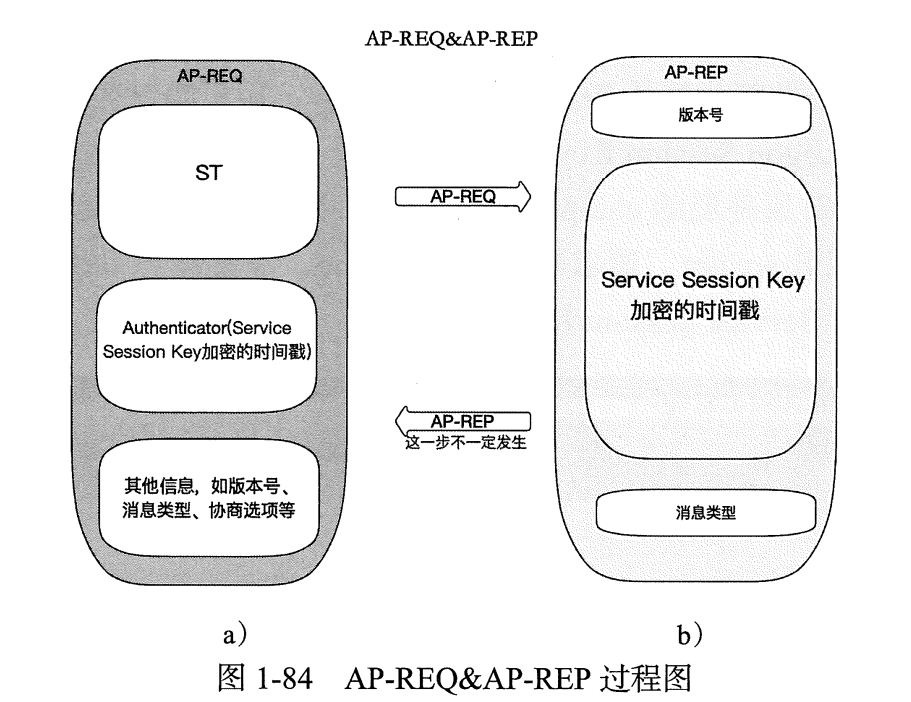 AP-REQ&AP-REP
AP-REQ
ST
Authenticator(Service
Session Key加密的时间戳)
其他信息，如版本号、
消息类型、协商选项等
AP-REQ
AP-REP
这一步不一定发生
AP-REP
版本号
Service Session Key
加密的时间戳
消息类型
a）
b）
图 1-84 AP-REQ&AP-REP 过程图